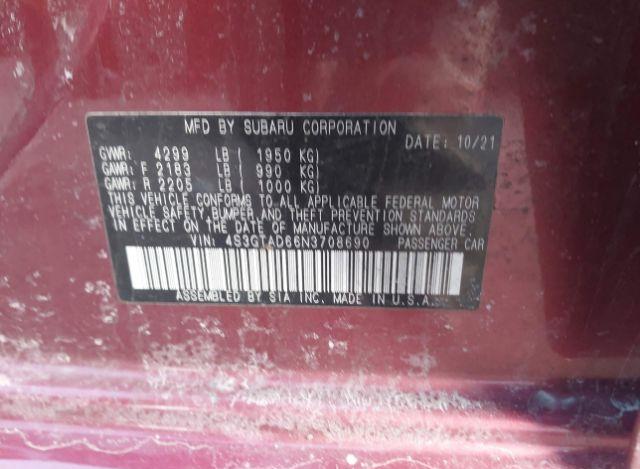 MFD BY SUBARU CORPORATION
DATE: 10/21
GVWR: 4299 LB ( 1950 KG)
GAWR: F 2183 LB ( 990 KG)
GAWR: R 2205 LB ( 1000 KG)
THIS VEHICLE CONFORMS TO ALL APPLICABLE FEDERAL MOTOR
VEHICLE SAFETY, BUMPER AND THEFT PREVENTION STANDARDS
IN EFFECT ON THE DATE OF MANUFACTURE SHOWN ABOVE.
VIN: 4S3GTAD66N3708690 PASSENGER CAR
ASSEMBLED BY SIA INC. MADE IN U.S.A.